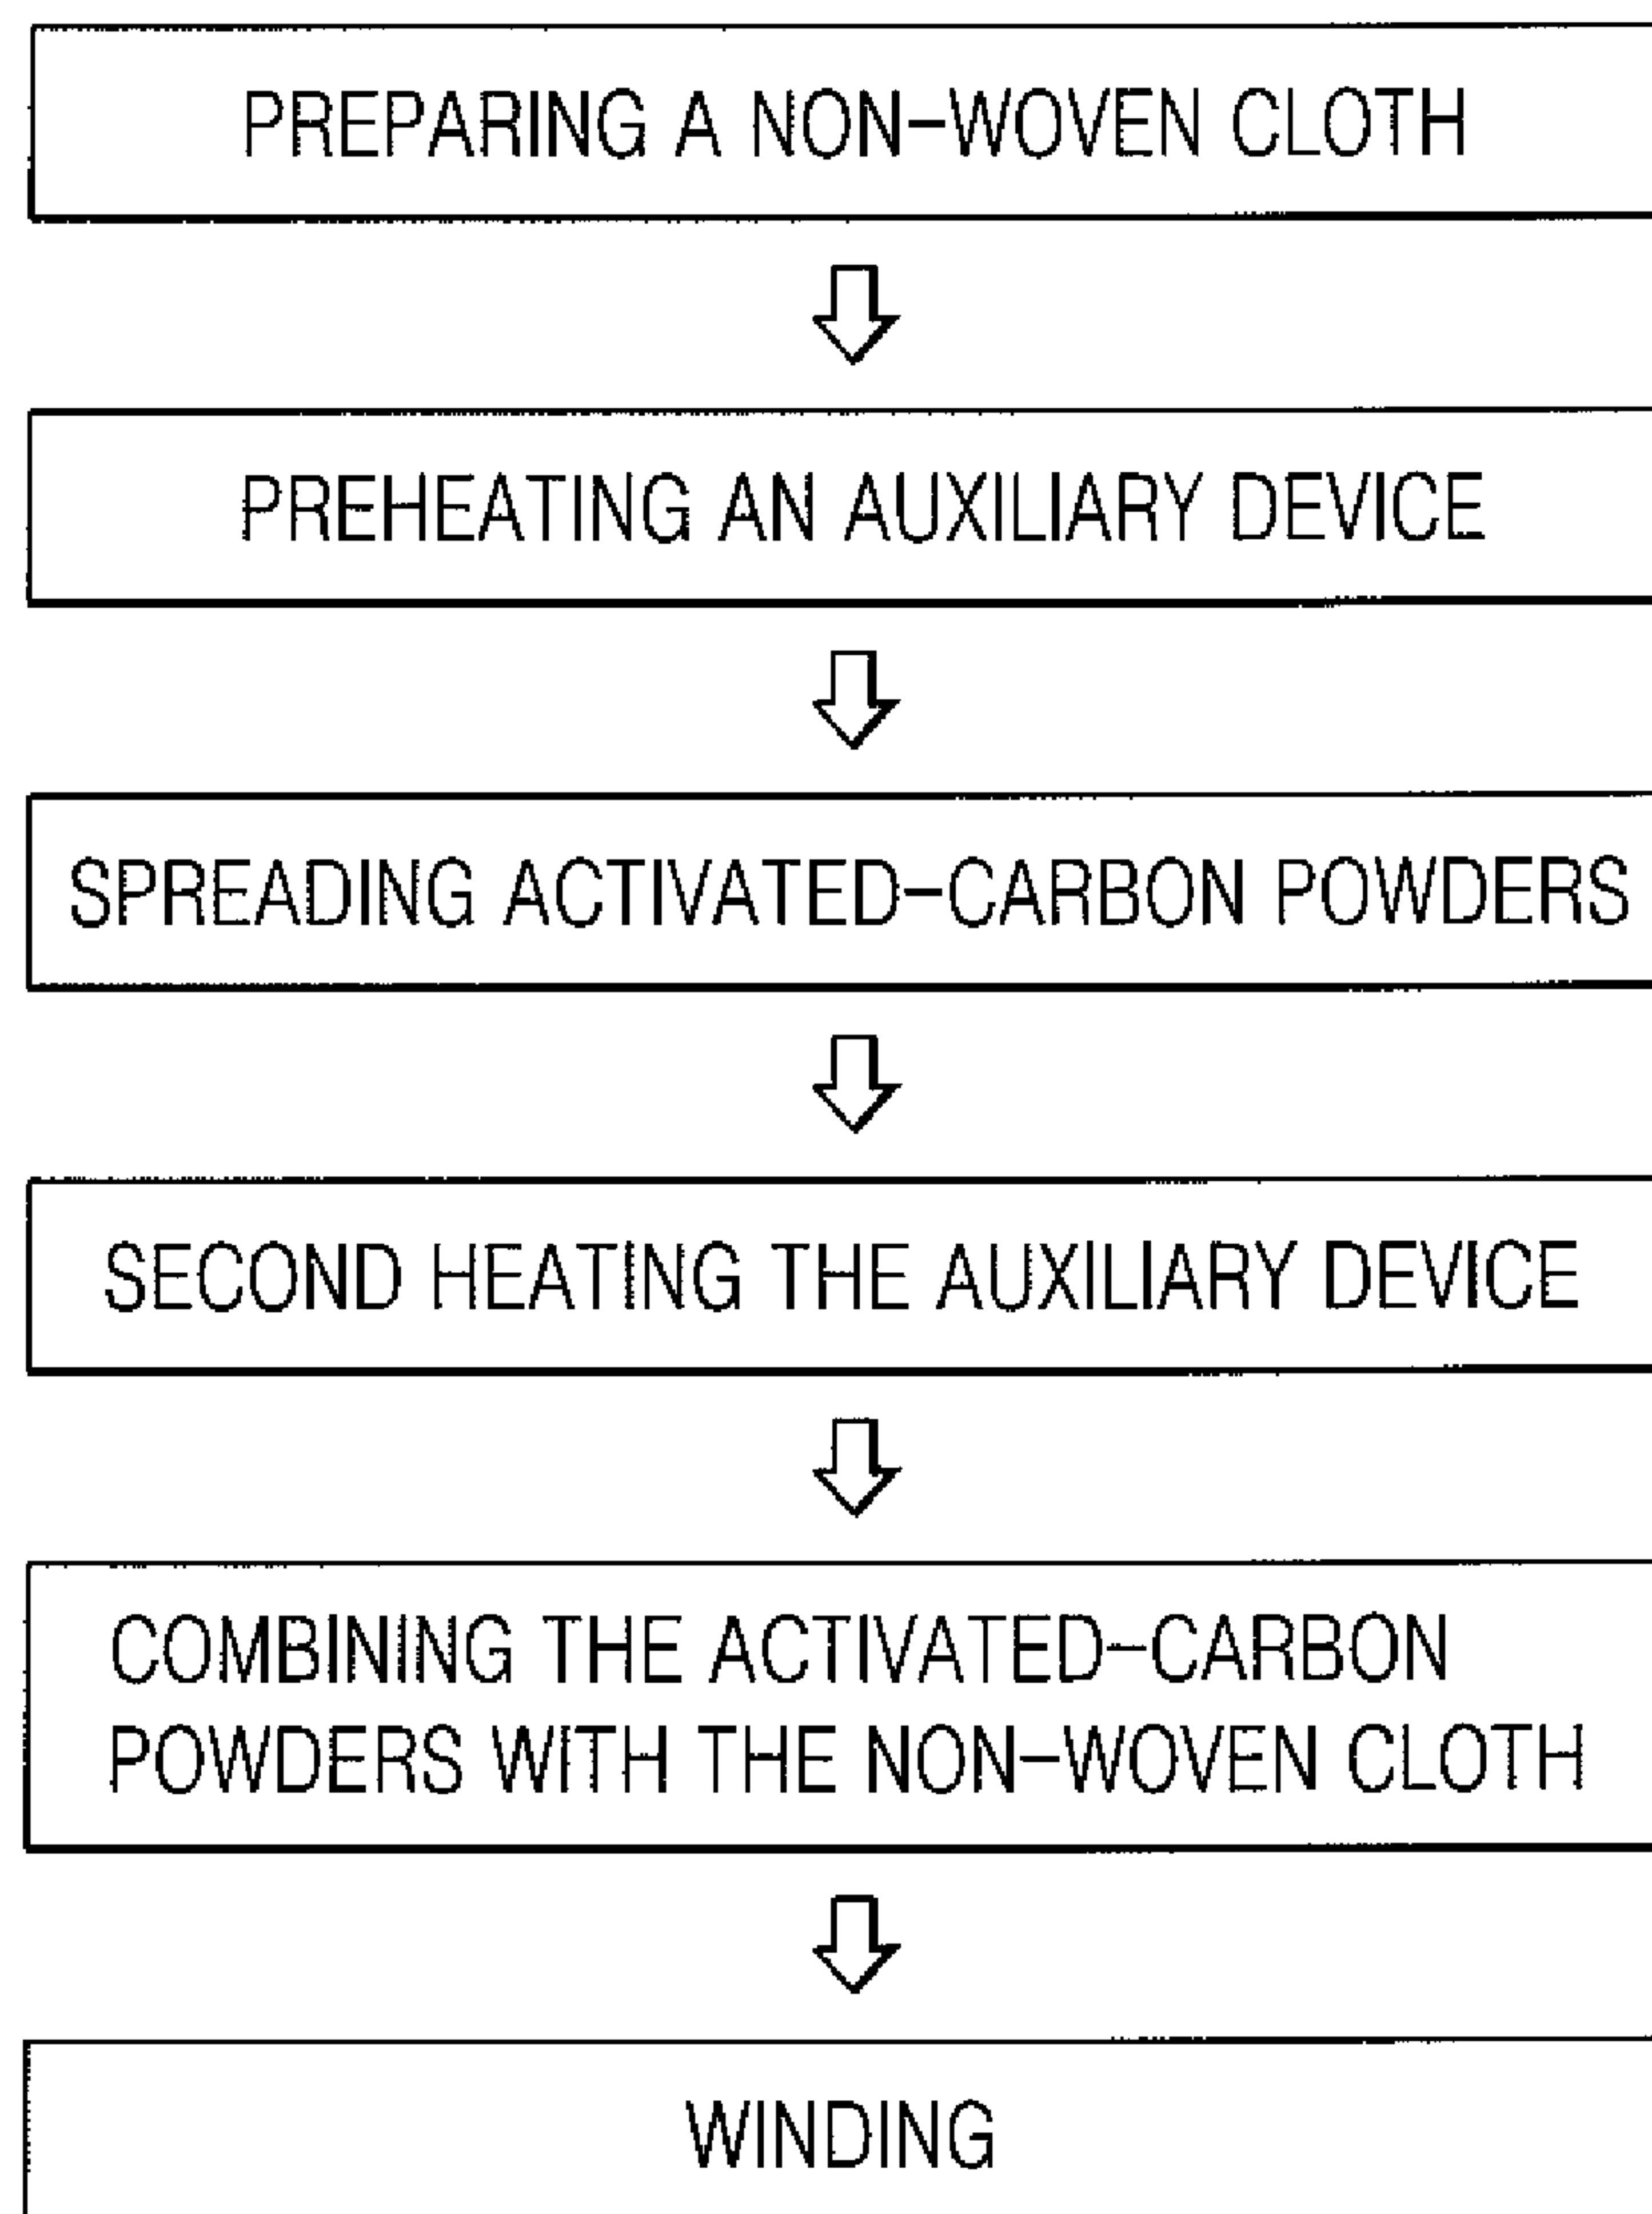 PREPARING A NON-WOVEN CLOTH
PREHEATING AN AUXILIARY DEVICE
SPREADING ACTIVATED-CARBON POWDERS
SECOND HEATING THE AUXILIARY DEVICE
COMBINING THE ACTIVATED-CARBON
POWDERS WITH THE NON-WOVEN CLOTH
WINDING